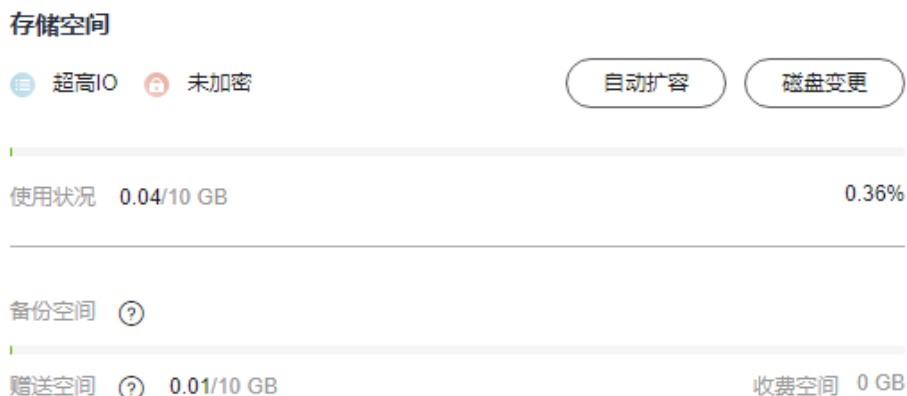 存储空间
超高IO 未加密 自动扩容 磁盘变更
使用状况 0.04/10 GB 0.36%
备份空间 ?
赠送空间 ? 0.01/10 GB 收费空间 0 GB